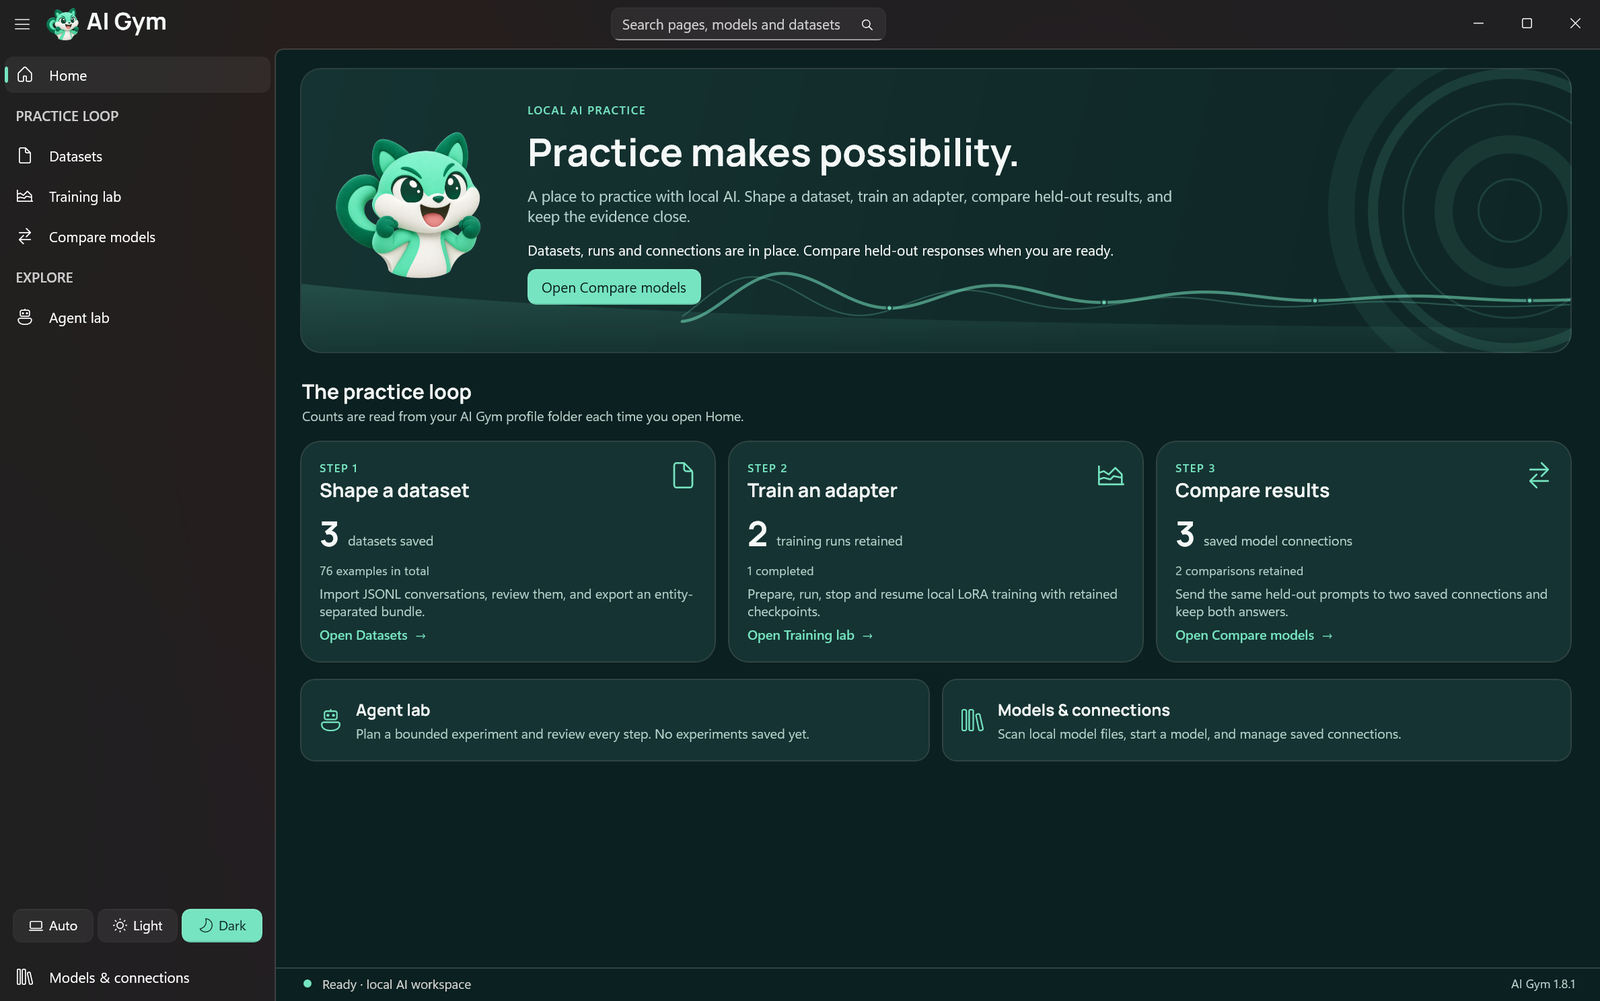 AI Gym
Search pages, models and datasets
Home
PRACTICE LOOP
Datasets
Training lab
Compare models
EXPLORE
Agent lab
Auto
Light
Dark
Models & connections
LOCAL AI PRACTICE
Practice makes possibility.
A place to practice with local AI. Shape a dataset, train an adapter, compare held-out results, and
keep the evidence close.
Datasets, runs and connections are in place. Compare held-out responses when you are ready.
Open Compare models
The practice loop
Counts are read from your AI Gym profile folder each time you open Home.
STEP 1
Shape a dataset
3 datasets saved
76 examples in total
Import JSONL conversations, review them, and export an entity-
separated bundle.
Open Datasets →
STEP 2
Train an adapter
2 training runs retained
1 completed
Prepare, run, stop and resume local LoRA training with retained
checkpoints.
Open Training lab →
STEP 3
Compare results
3 saved model connections
2 comparisons retained
Send the same held-out prompts to two saved connections and
keep both answers.
Open Compare models →
Agent lab
Plan a bounded experiment and review every step. No experiments saved yet.
Models & connections
Scan local model files, start a model, and manage saved connections.
Ready · local AI workspace
AI Gym 1.8.1